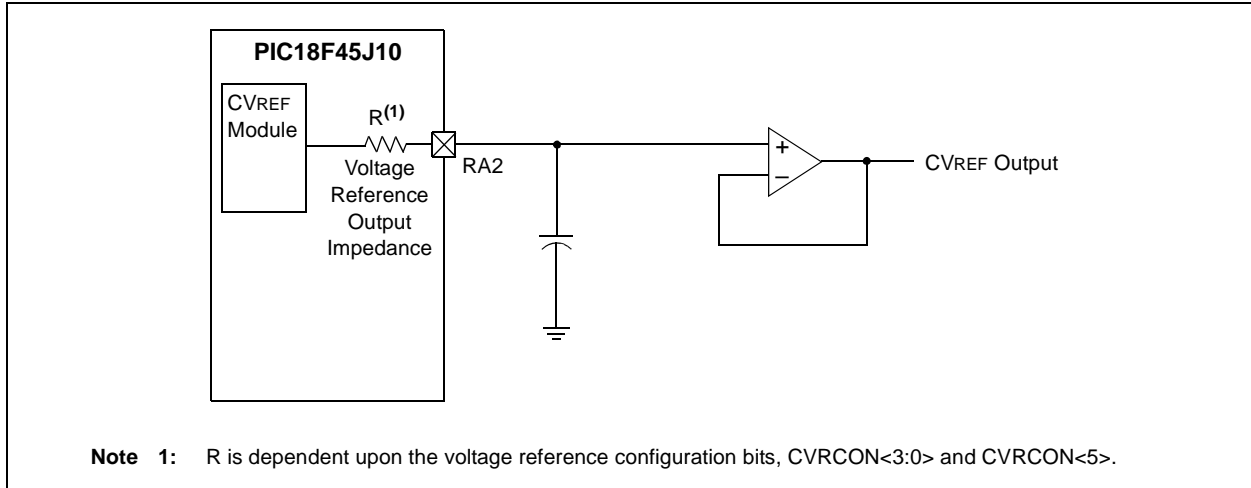 PIC18F45J10
CVREF
Module
R(1)
Voltage
Reference
Output
Impedance
RA2
+
–
CVREF Output
Note 1: R is dependent upon the voltage reference configuration bits, CVRCON<3:0> and CVRCON<5>.